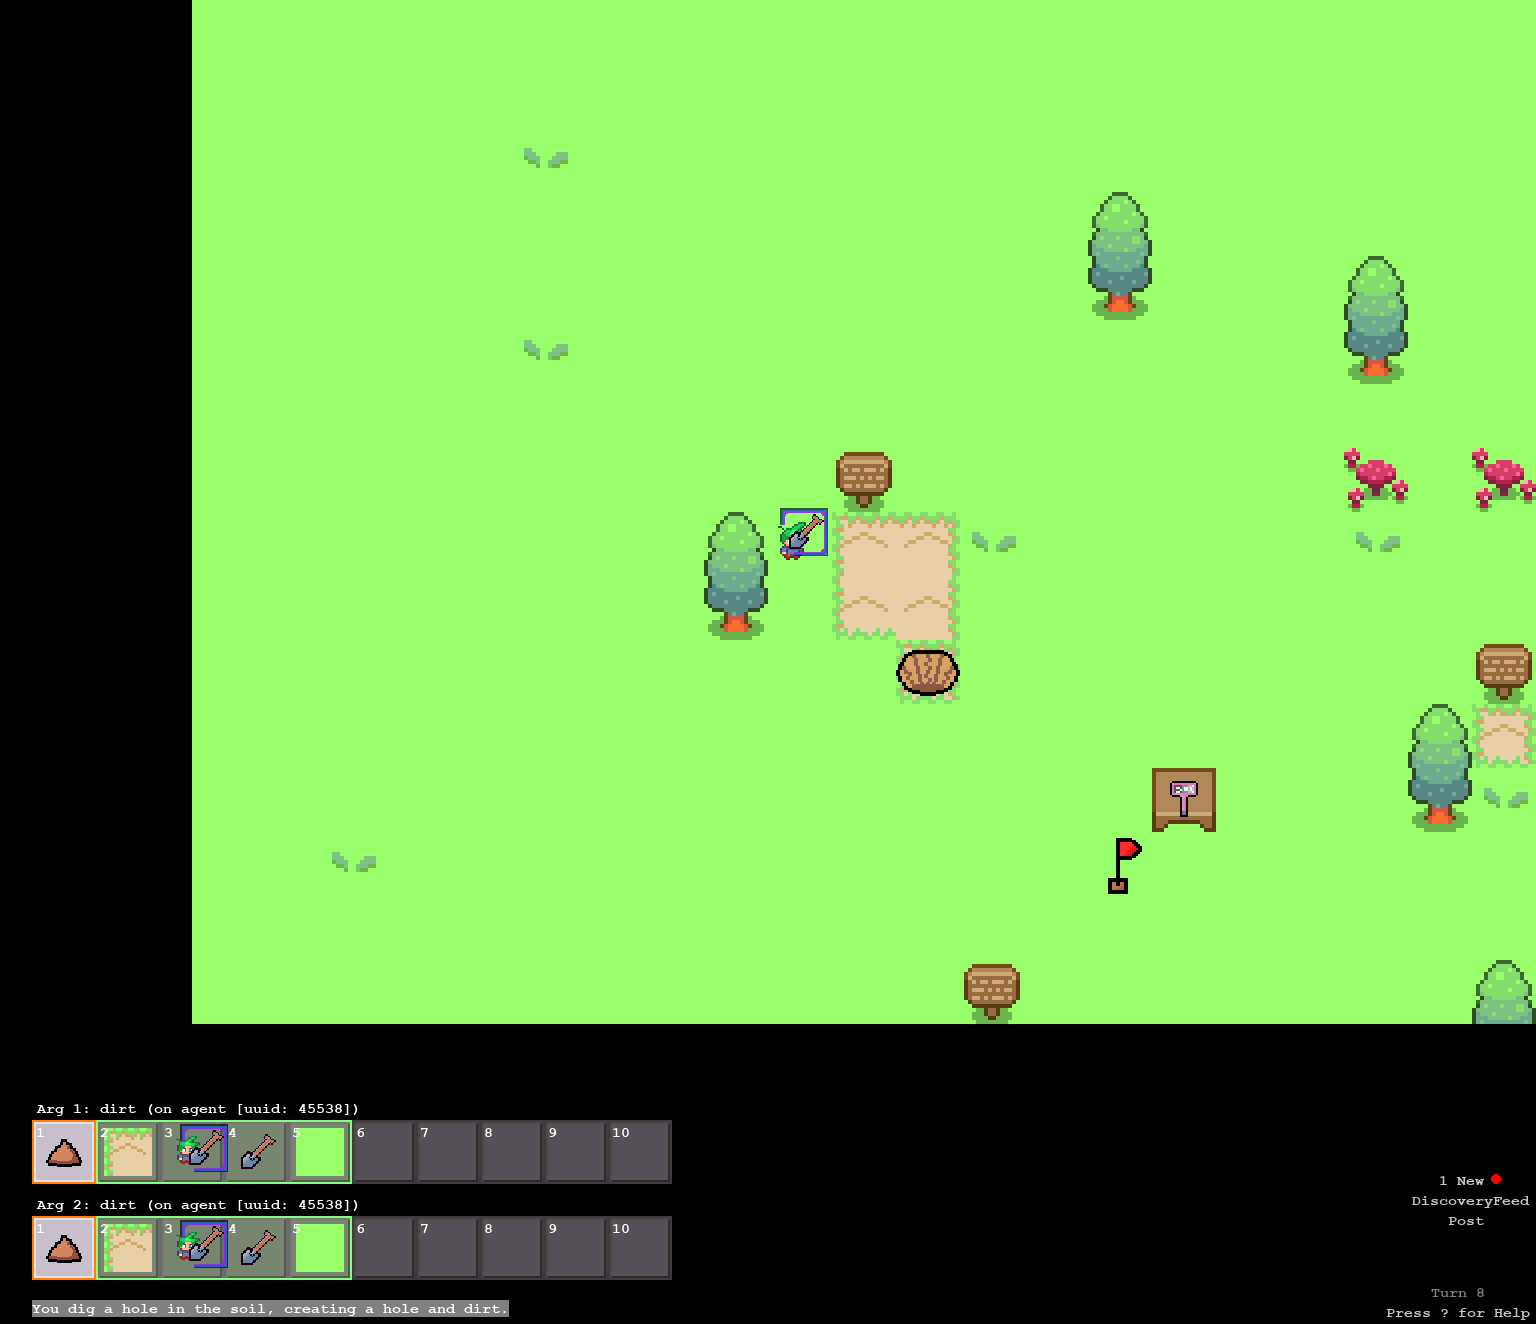 Arg 1: dirt (on agent [uuid: 45538])
1 2 3 4 5 6 7 8 9 10
Arg 2: dirt (on agent [uuid: 45538])
1 2 3 4 5 6 7 8 9 10
1 New
DiscoveryFeed
Post
You dig a hole in the soil, creating a hole and dirt.
Turn 8
Press ? for Help